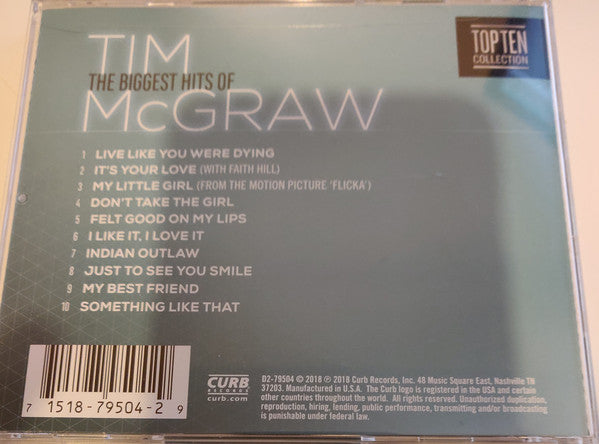 TIM
THE BIGGEST HITS OF
McGRAW
TOP TEN
COLLECTION
1 LIVE LIKE YOU WERE DYING
2 IT'S YOUR LOVE (WITH FAITH HILL)
3 MY LITTLE GIRL (FROM THE MOTION PICTURE 'FLICKA')
4 DON'T TAKE THE GIRL
5 FELT GOOD ON MY LIPS
6 I LIKE IT, I LOVE IT
7 INDIAN OUTLAW
8 JUST TO SEE YOU SMILE
9 MY BEST FRIEND
10 SOMETHING LIKE THAT
7 1518-79504-2 9
CURB
RECORDS
curb.com
D2-79504 © 2018 ℗ 2018 Curb Records, Inc. 48 Music Square East, Nashville TN
37203. Manufactured in U.S.A. The Curb logo is registered in the USA and certain
other countries throughout the world. All rights reserved. Unauthorized duplication,
reproduction, hiring, lending, public performance, transmitting and/or broadcasting
is punishable under federal law.